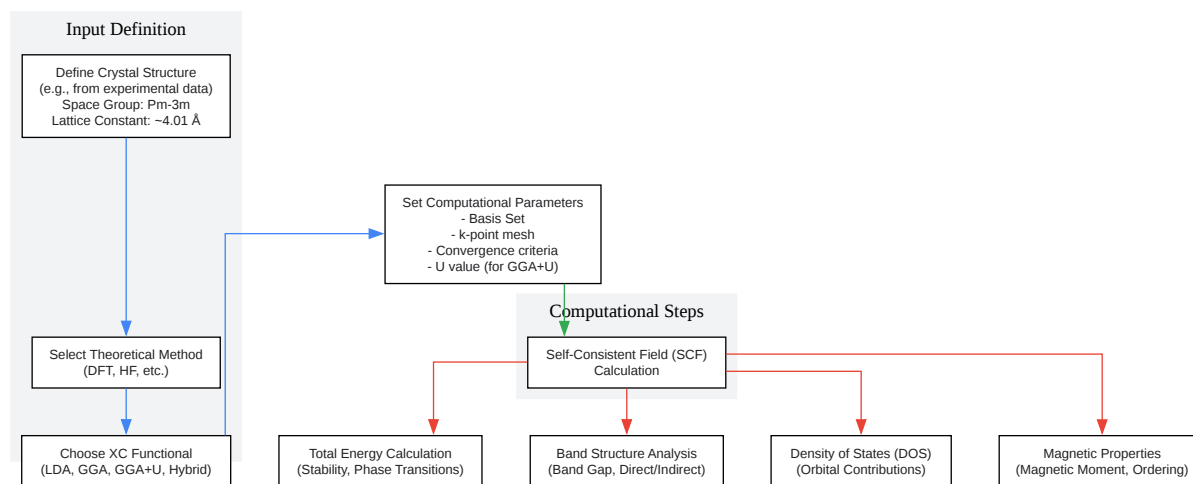 Input Definition
Define Crystal Structure
(e.g., from experimental data)
Space Group: Pm-3m
Lattice Constant: ~4.01 Å
Set Computational Parameters
- Basis Set
- k-point mesh
- Convergence criteria
- U value (for GGA+U)
Computational Steps
Select Theoretical Method
(DFT, HF, etc.)
Self-Consistent Field (SCF)
Calculation
Choose XC Functional
(LDA, GGA, GGA+U, Hybrid)
Total Energy Calculation
(Stability, Phase Transitions)
Band Structure Analysis
(Band Gap, Direct/Indirect)
Density of States (DOS)
(Orbital Contributions)
Magnetic Properties
(Magnetic Moment, Ordering)